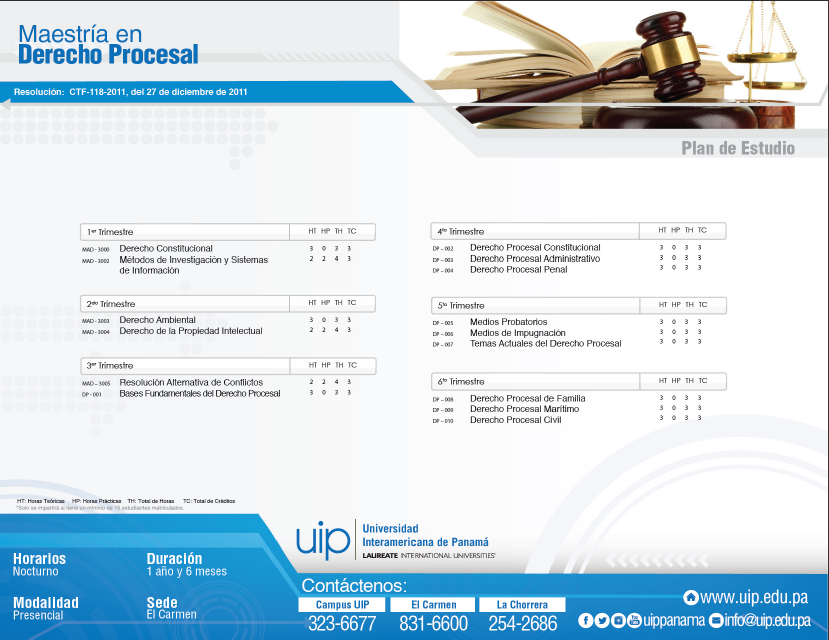 Maestría en
Derecho Procesal
Resolución: CTF-118-2011, del 27 de diciembre de 2011
Plan de Estudio
1er Trimestre HT HP TH TC
MAD - 3000 Derecho Constitucional 3 0 3 3
MAD - 3002 Métodos de Investigación y Sistemas 2 2 4 3
de Información
2do Trimestre HT HP TH TC
MAD - 3003 Derecho Ambiental 3 0 3 3
MAD - 3004 Derecho de la Propiedad Intelectual 2 2 4 3
3er Trimestre HT HP TH TC
MAD - 3005 Resolución Alternativa de Conflictos 2 2 4 3
DP - 001 Bases Fundamentales del Derecho Procesal 3 0 3 3
4to Trimestre HT HP TH TC
DP - 002 Derecho Procesal Constitucional 3 0 3 3
DP - 003 Derecho Procesal Administrativo 3 0 3 3
DP - 004 Derecho Procesal Penal 3 0 3 3
5to Trimestre HT HP TH TC
DP - 005 Medios Probatorios 3 0 3 3
DP - 006 Medios de Impugnación 3 0 3 3
DP - 007 Temas Actuales del Derecho Procesal 3 0 3 3
6to Trimestre HT HP TH TC
DP - 008 Derecho Procesal de Familia 3 0 3 3
DP - 009 Derecho Procesal Marítimo 3 0 3 3
DP - 010 Derecho Procesal Civil 3 0 3 3
HT: Horas Teóricas HP: Horas Prácticas TH: Total de Horas TC: Total de Créditos
*Solo se impartirá si tiene un mínimo de 15 estudiantes matriculados.
Horarios
Nocturno
Duración
1 año y 6 meses
Modalidad
Presencial
Sede
El Carmen
uip
Universidad
Interamericana de Panamá
LAUREATE INTERNATIONAL UNIVERSITIES
Contáctenos:
Campus UIP El Carmen La Chorrera
323-6677 831-6600 254-2686
www.uip.edu.pa
uippanama info@uip.edu.pa